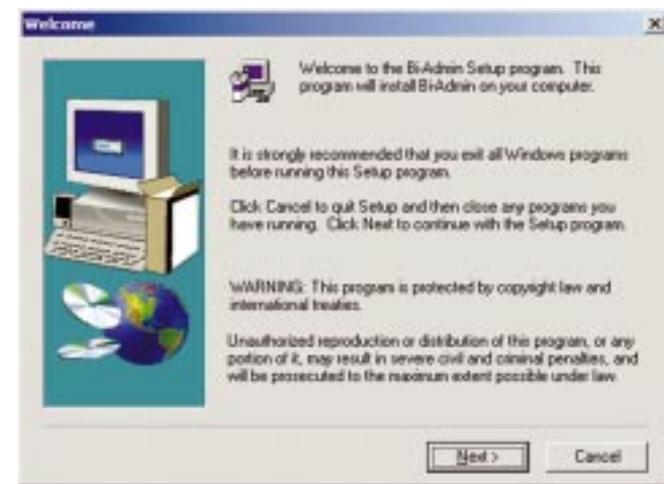 Welcome
Welcome to the Bi-Admin Setup program. This
program will install Bi-Admin on your computer.
It is strongly recommended that you exit all Windows programs
before running this Setup program.
Click Cancel to quit Setup and then close any programs you
have running. Click Next to continue with the Setup program.
WARNING: This program is protected by copyright law and
international treaties.
Unauthorized reproduction or distribution of this program, or any
portion of it, may result in severe civil and criminal penalties, and
will be prosecuted to the maximum extent possible under law.
Next >
Cancel